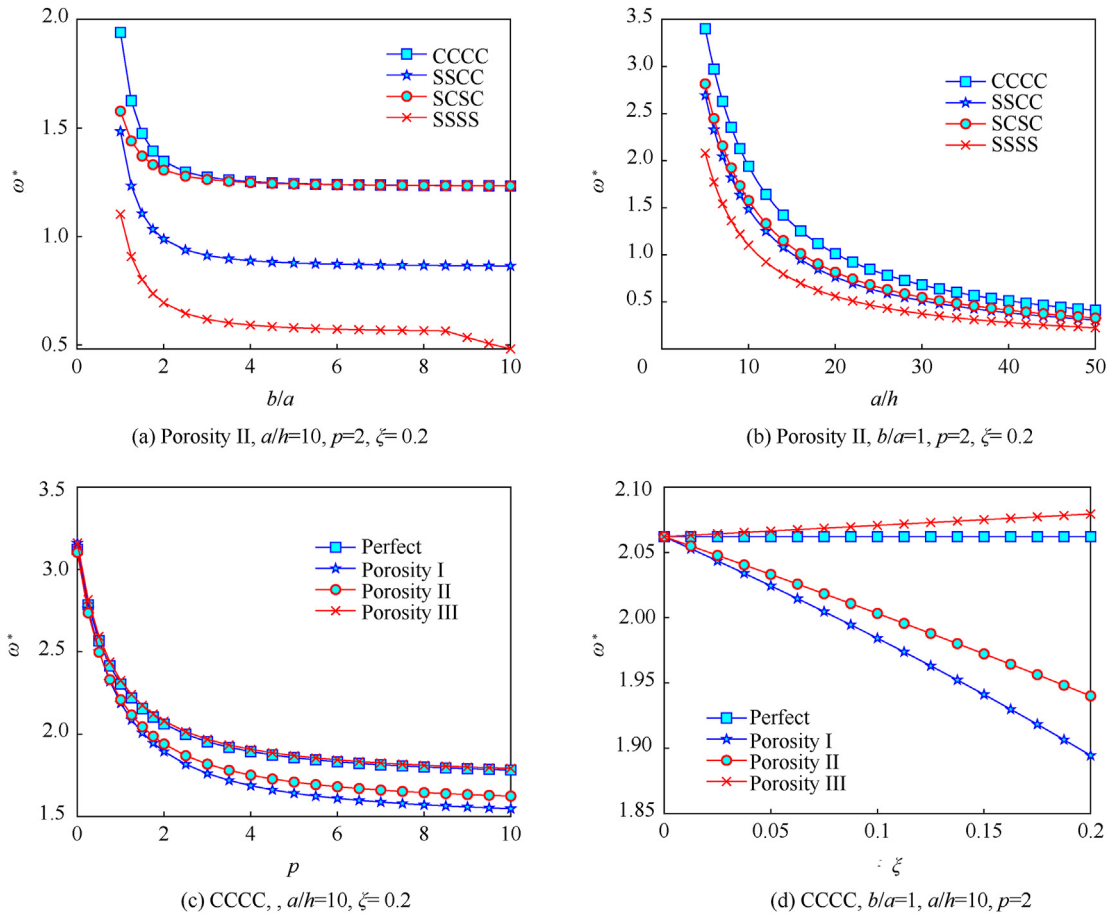 2.0
1.5
1.0
0.5
ω*
CCCC
SSCC
SCSC
SSSS
0 2 4 6 8 10
b/a
(a) Porosity II, a/h=10, p=2, ξ= 0.2
3.5
3.0
2.5
2.0
1.5
1.0
0.5
ω*
CCCC
SSCC
SCSC
SSSS
0 10 20 30 40 50
a/h
(b) Porosity II, b/a=1, p=2, ξ= 0.2
3.5
3.0
2.5
2.0
1.5
ω*
Perfect
Porosity I
Porosity II
Porosity III
0 2 4 6 8 10
p
(c) CCCC, , a/h=10, ξ= 0.2
2.10
2.05
2.00
1.95
1.90
1.85
ω*
Perfect
Porosity I
Porosity II
Porosity III
0 0.05 0.1 0.15 0.2
ξ
(d) CCCC, b/a=1, a/h=10, p=2